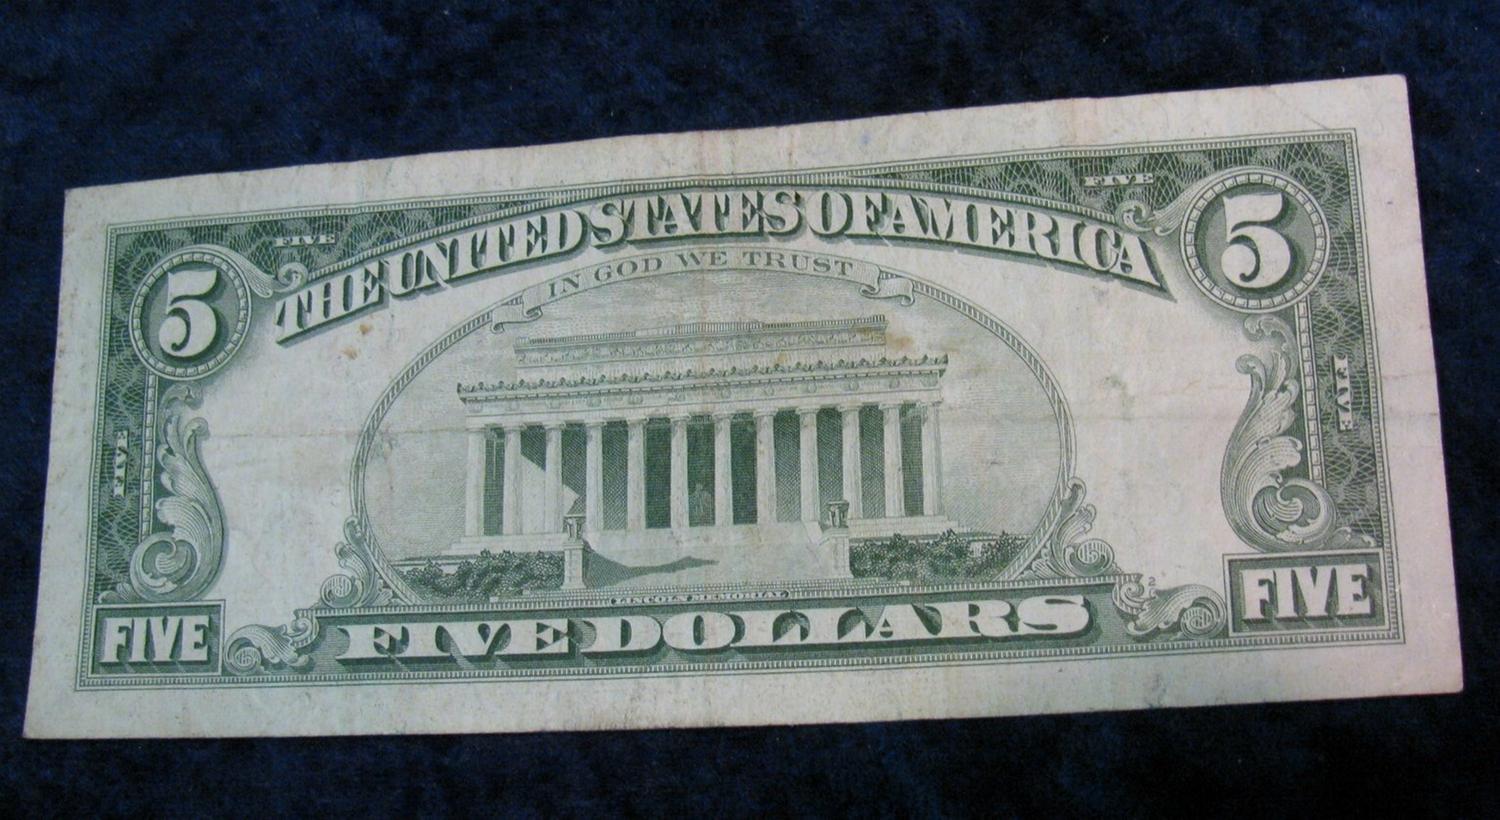 FIVE
FIVE
5
5
THE UNITED STATES OF AMERICA
IN GOD WE TRUST
FIVE
FIVE
LINCOLN MEMORIAL
2
FIVE
FIVE
FIVE DOLLARS